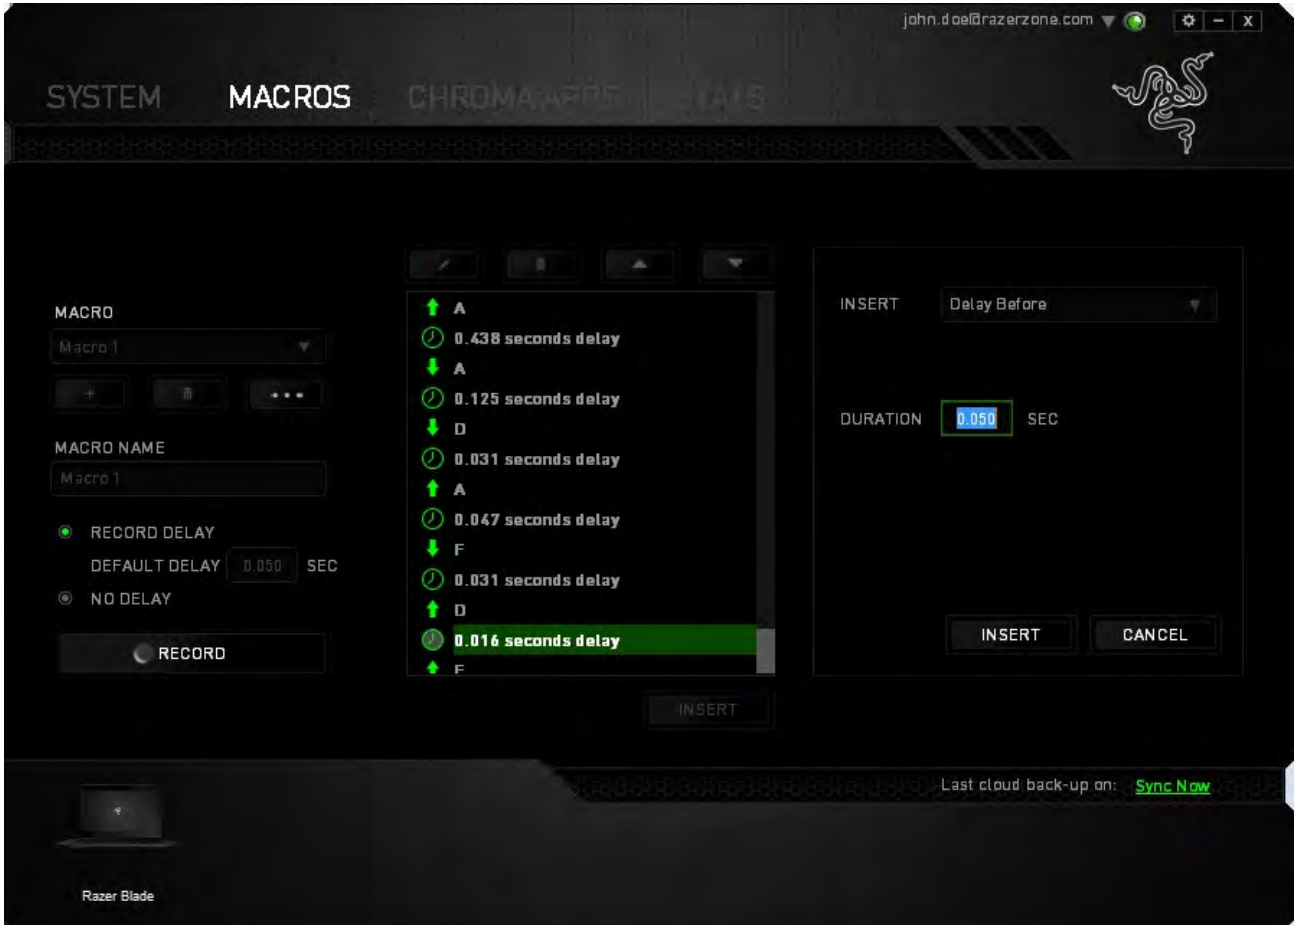 john.doe@razerzone.com
SYSTEM MACROS CHROMA APPS STATS
MACRO
Macro 1
MACRO NAME
Macro 1
RECORD DELAY
DEFAULT DELAY 0.050 SEC
NO DELAY
RECORD
A
0.438 seconds delay
A
0.125 seconds delay
D
0.031 seconds delay
A
0.047 seconds delay
F
0.031 seconds delay
D
0.016 seconds delay
F
INSERT
INSERT Delay Before
DURATION 0.050 SEC
INSERT CANCEL
Last cloud back-up on: Sync Now
Razer Blade